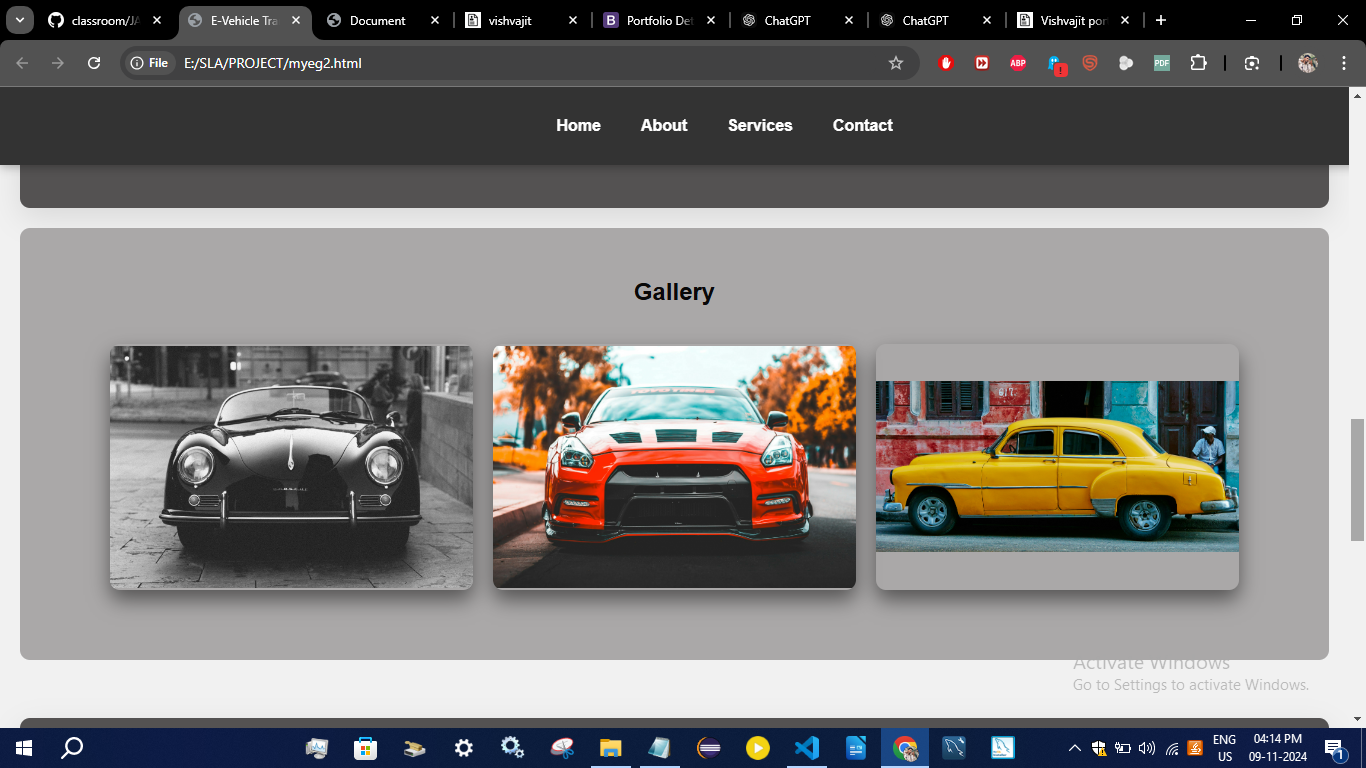 classroom/JA
E-Vehicle Tra
Document
vishvajit
Portfolio Det
ChatGPT
ChatGPT
Vishvajit por
File
E:/SLA/PROJECT/myeg2.html
ABP
PDF
Home
About
Services
Contact
Gallery
617.
Activate Windows
Go to Settings to activate Windows.
ENG
US
04:14 PM
09-11-2024
1